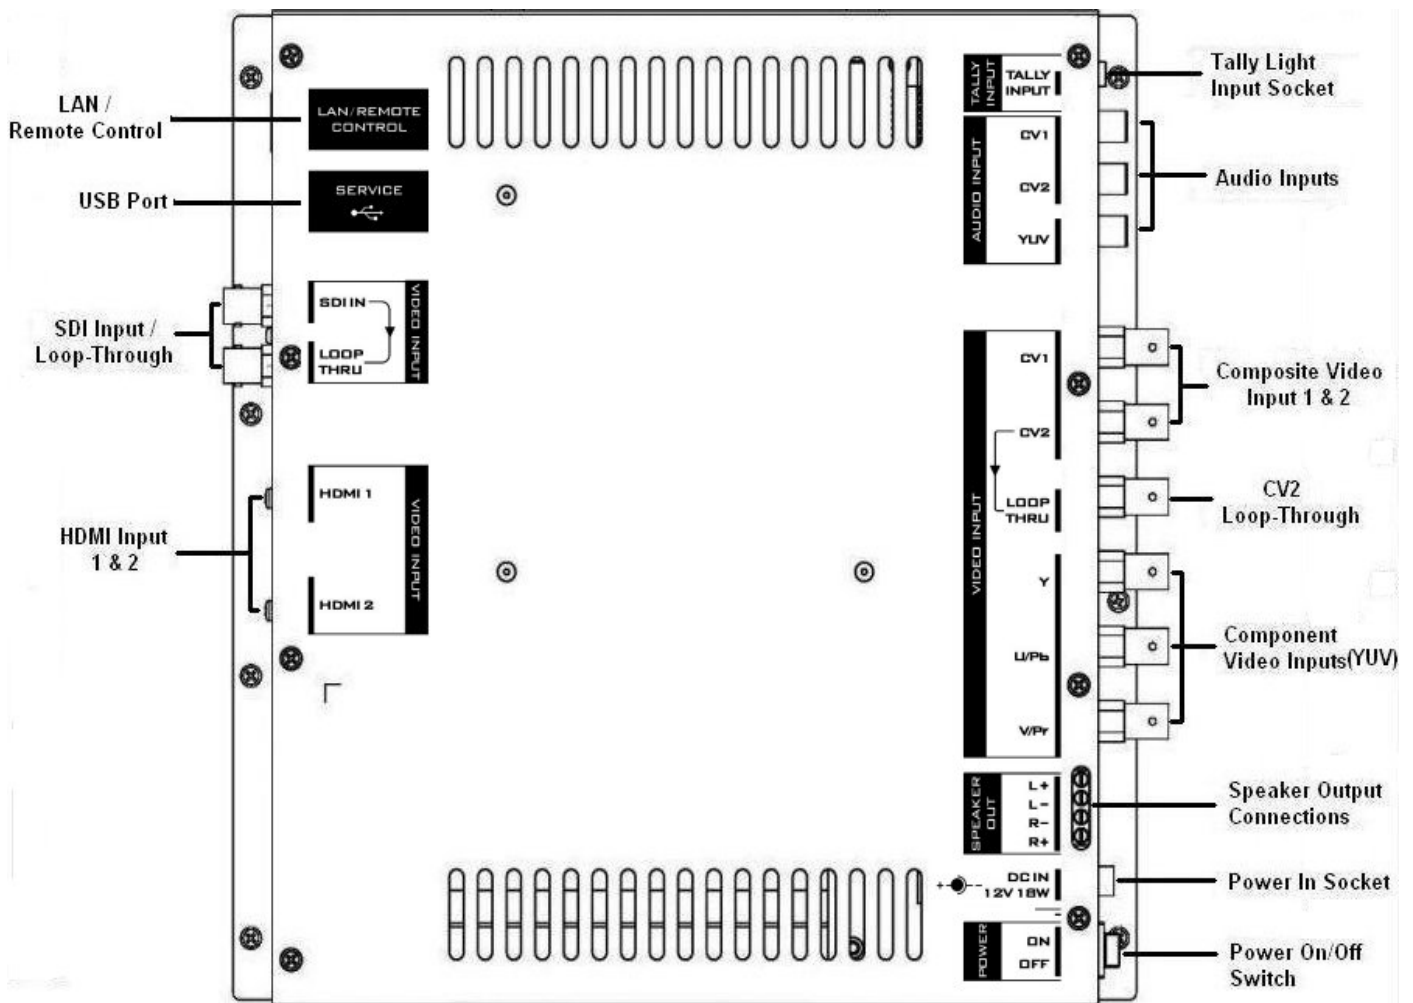 LAN /
Remote Control
USB Port
SDI Input /
Loop-Through
HDMI Input
1 & 2
LAN/REMOTE
CONTROL
SERVICE
SDI IN
LOOP
THRU
VIDEO INPUT
HDMI 1
HDMI 2
VIDEO INPUT
TALLY
INPUT
TALLY
INPUT
AUDIO INPUT
CV1
CV2
YUV
VIDEO INPUT
CV1
CV2
LOOP
THRU
Y
U/Pb
V/Pr
SPEAKER
OUT
L+
L-
R-
R+
DC IN
12V 18W
POWER
ON
OFF
Tally Light
Input Socket
Audio Inputs
Composite Video
Input 1 & 2
CV2
Loop-Through
Component
Video Inputs(YUV)
Speaker Output
Connections
Power In Socket
Power On/Off
Switch